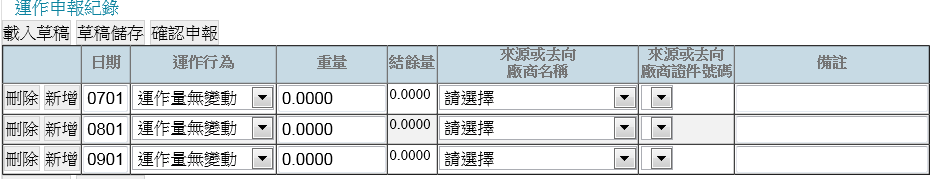 運作申報紀錄
載入草稿 草稿儲存 確認申報
日期 運作行為 重量 結餘量 來源或去向廠商名稱 來源或去向廠商證件號碼 備註
刪除 新增 0701 運作量無變動 0.0000 0.0000 請選擇
刪除 新增 0801 運作量無變動 0.0000 0.0000 請選擇
刪除 新增 0901 運作量無變動 0.0000 0.0000 請選擇